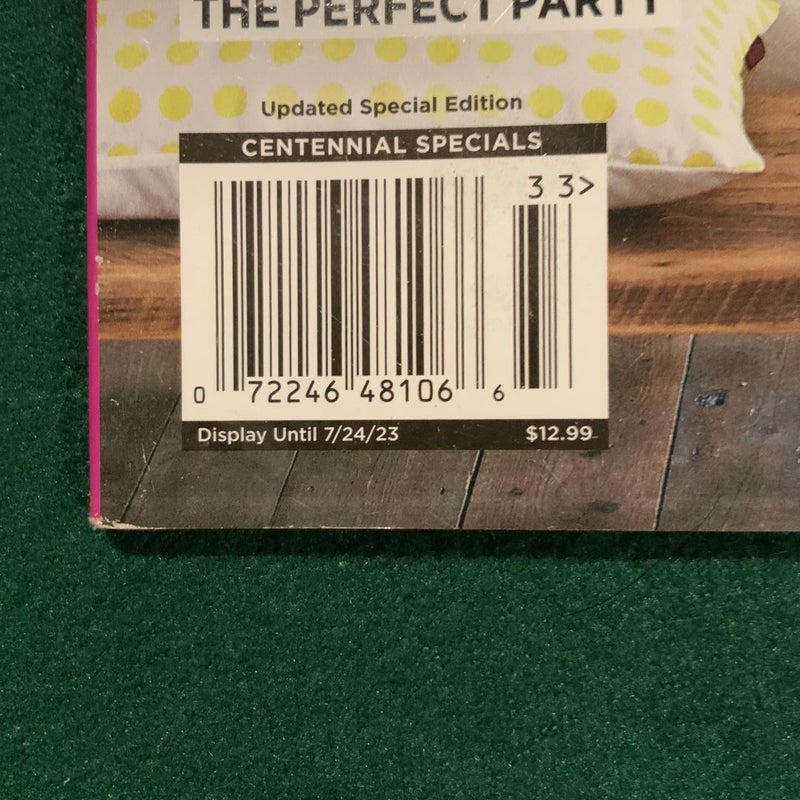 THE PERFECT PARTY
Updated Special Edition
CENTENNIAL SPECIALS
3 3>
0 72246 48106 6
Display Until 7/24/23 $12.99